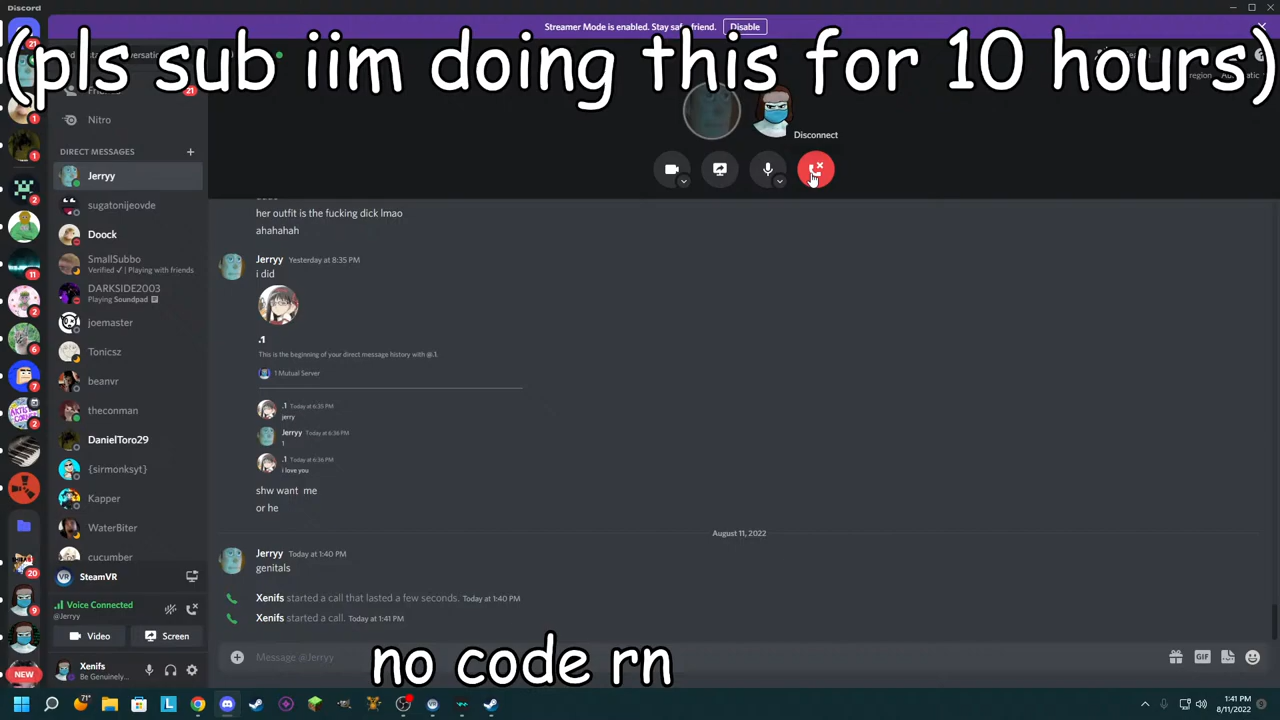 Discord
Streamer Mode is enabled. Stay safe friend.
Disable
(pls sub iim doing this for 10 hours)
21
Nitro
Disconnect
DIRECT MESSAGES
Jerryy
sugatonijeovde
Doock
SmallSubbo
Verified ✓ | Playing with friends
DARKSIDE2003
Playing Soundpad
joemaster
Tonicsz
beanvr
theconman
DanielToro29
{sirmonksyt}
Kapper
WaterBiter
cucumber
SteamVR
Voice Connected
@Jerryy
Video
Screen
Xenifs
Be Genuinely...
her outfit is the fucking dick lmao
ahahahah
Jerryy Yesterday at 8:35 PM
i did
.1
This is the beginning of your direct message history with @.1.
1 Mutual Server
.1 Today at 6:35 PM
jerry
Jerryy Today at 6:36 PM
1
.1 Today at 6:36 PM
i love you
shw want me
or he
August 11, 2022
Jerryy Today at 1:40 PM
genitals
Xenifs started a call that lasted a few seconds. Today at 1:40 PM
Xenifs started a call. Today at 1:41 PM
Message @Jerryy
GIF
no code rn
NEW
71°
1:41 PM
8/11/2022